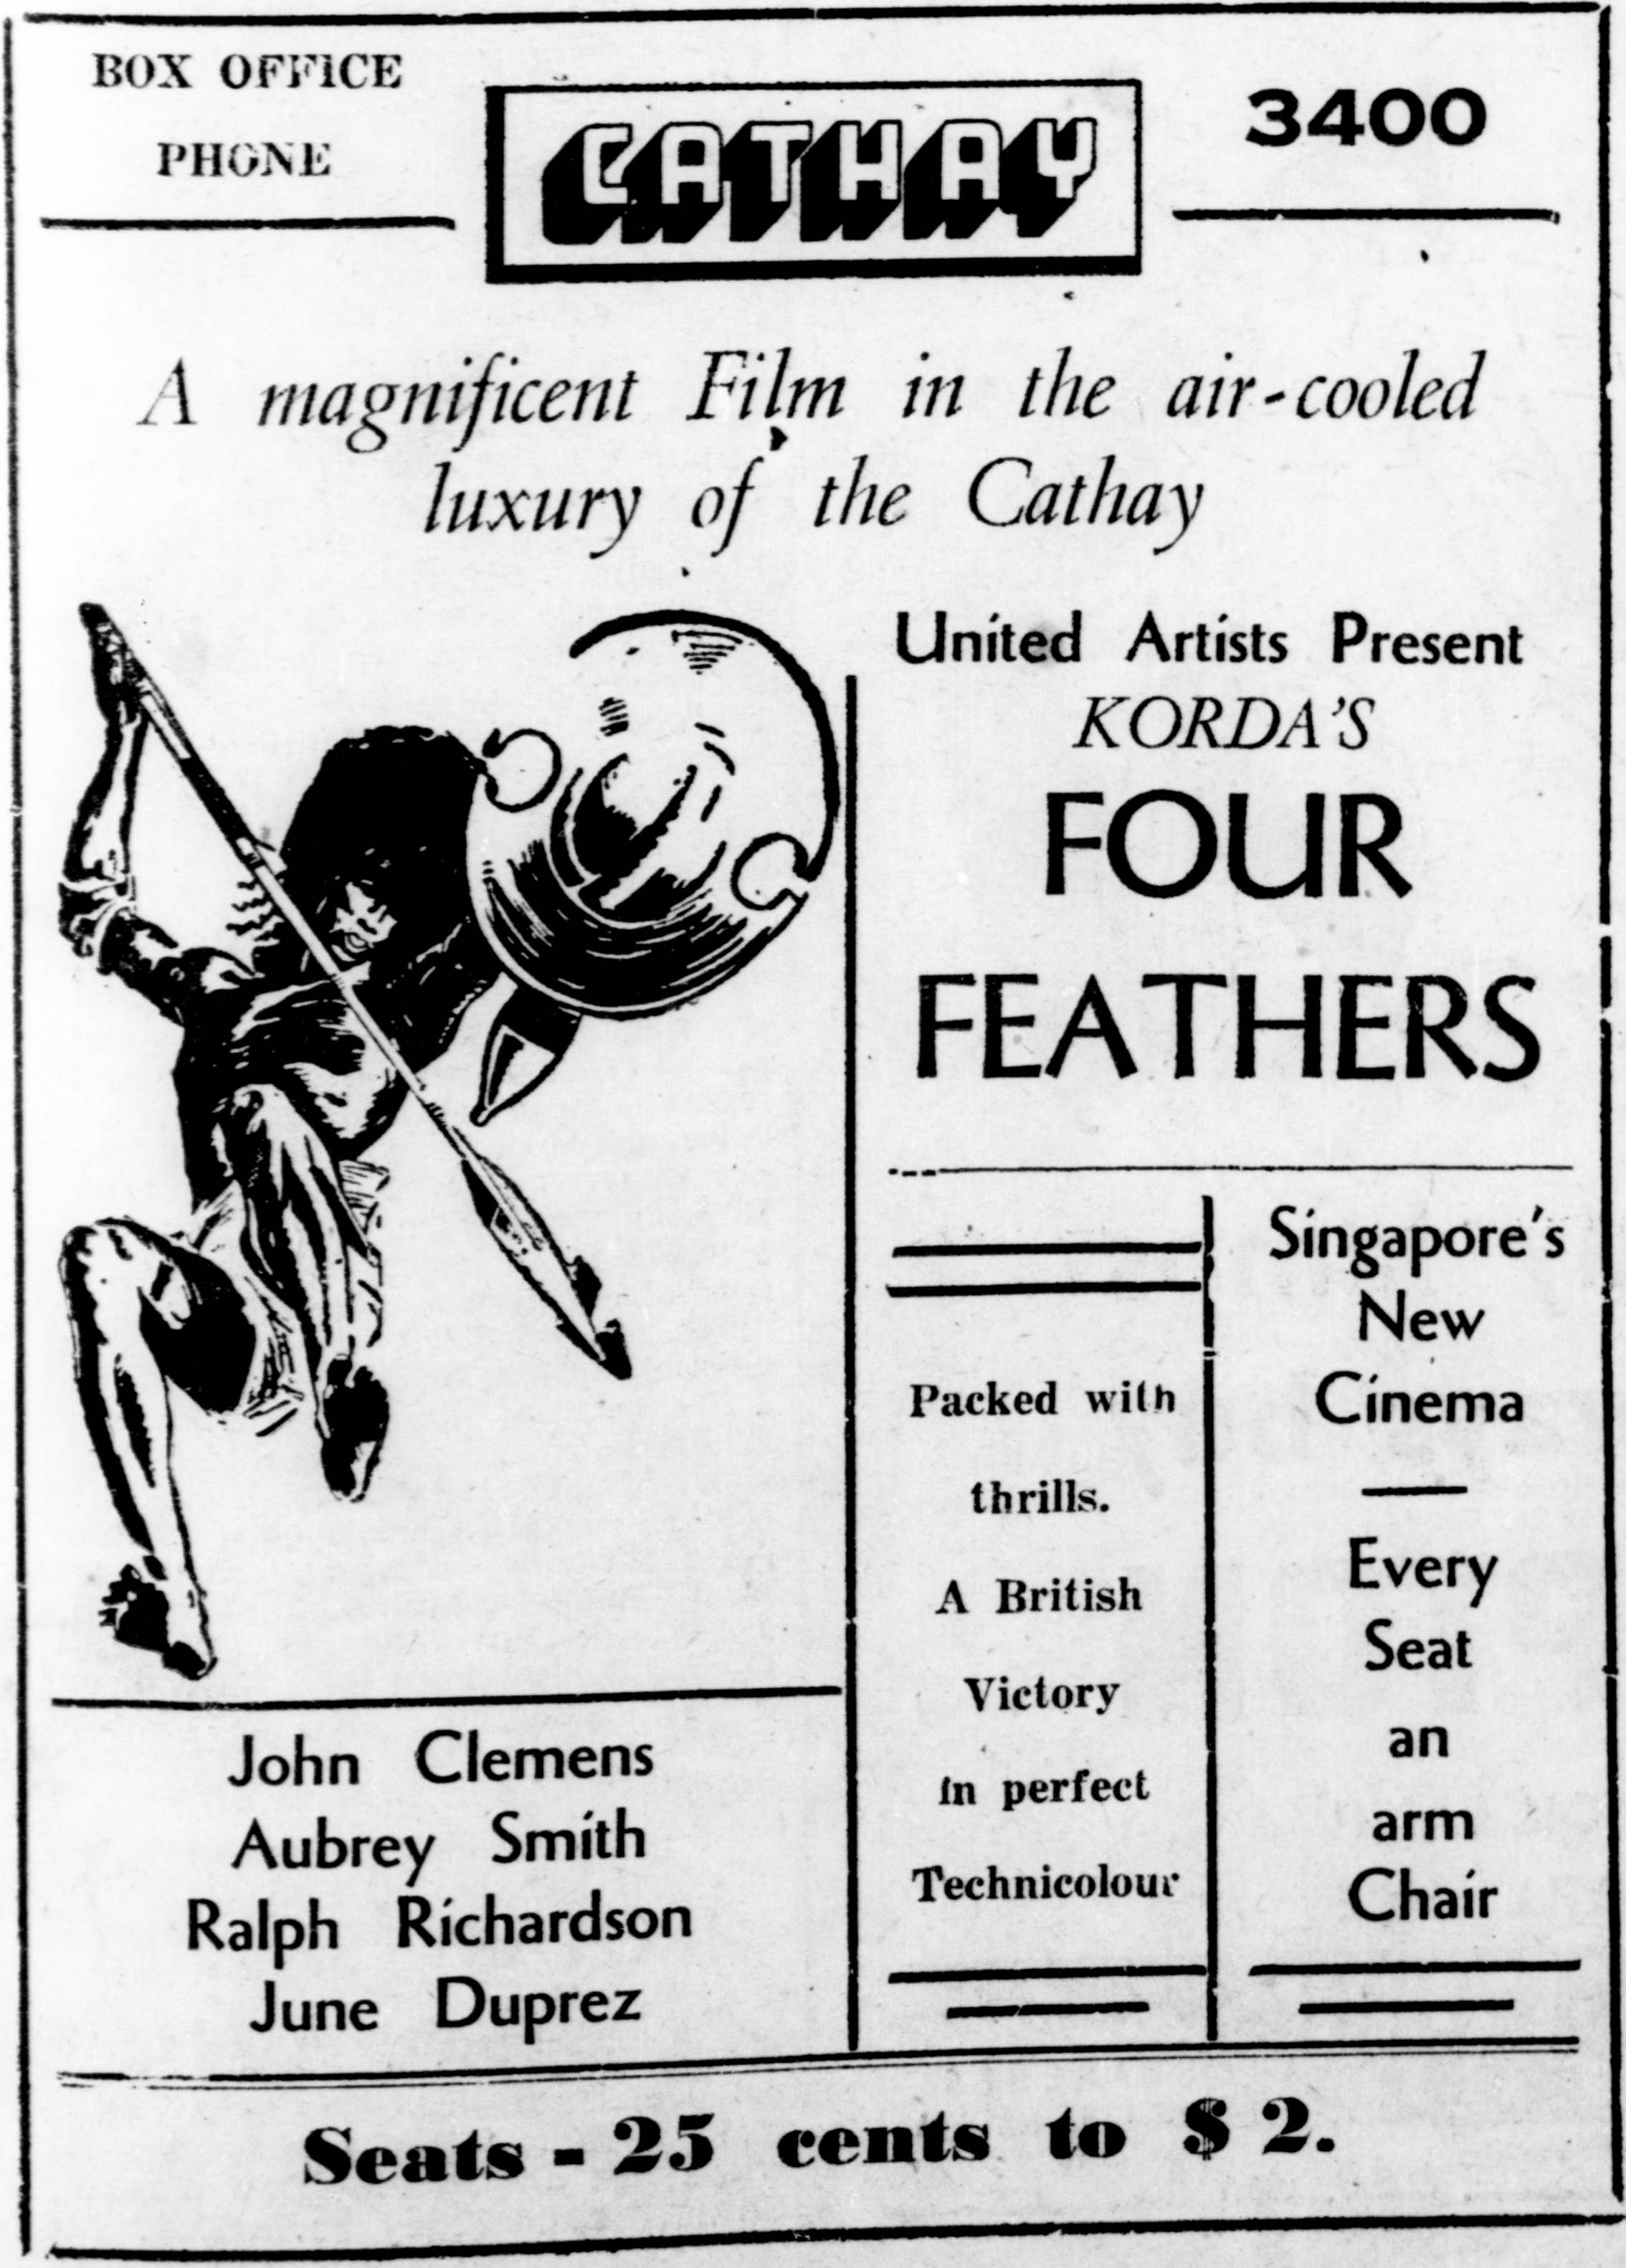 BOX OFFICE
PHONE
CATHAY
3400
A magnificent Film in the air-cooled
luxury of the Cathay
United Artists Present
KORDA'S
FOUR
FEATHERS
Packed with
thrills.
A British
Victory
in perfect
Technicolour
Singapore's
New
Cinema
Every
Seat
an
arm
Chair
John Clemens
Aubrey Smith
Ralph Richardson
June Duprez
Seats - 25 cents to $ 2.